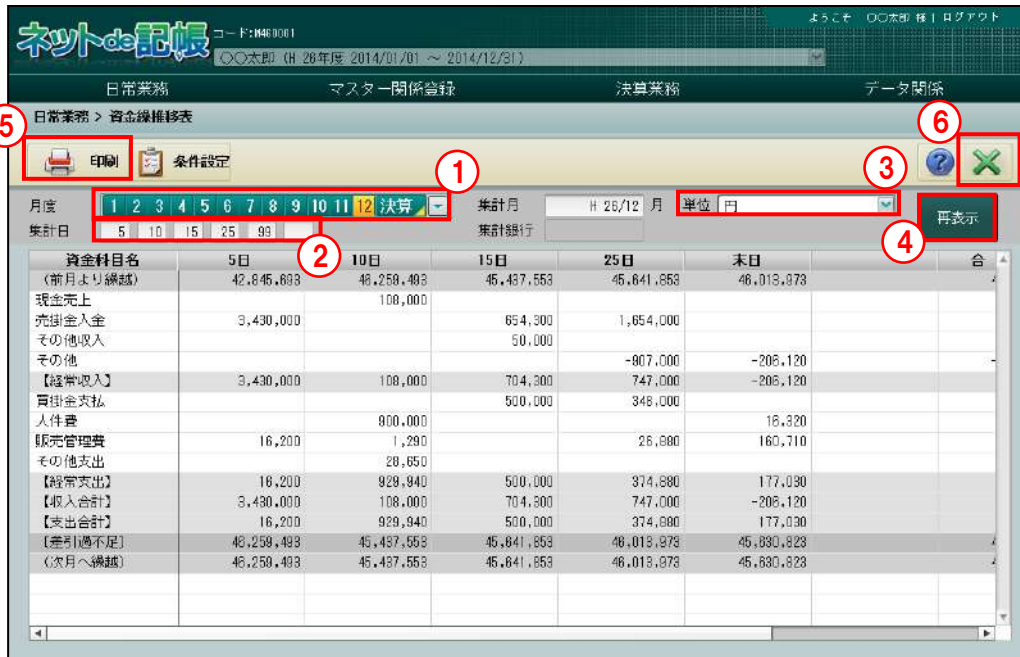 ようこそ 〇〇太郎 様 | ログアウト
ネットde記帳 コード:M460001
〇〇太郎 (H 26年度 2014/01/01 ～ 2014/12/31)
日常業務 マスター関係登録 決算業務 データ関係
日常業務 > 資金繰推移表
5 印刷 条件設定 6 ?
1 3
月度 1 2 3 4 5 6 7 8 9 10 11 12 決算 集計月 H 26/12 月 単位 円 再表示
集計日 5 10 15 25 99 2 集計銀行 4
資金科目名 5日 10日 15日 25日 末日 合
(前月より繰越) 42,845,693 46,259,493 45,437,553 45,641,853 46,013,973
現金売上 108,000
売掛金入金 3,430,000 654,300 1,654,000
その他収入 50,000
その他 -907,000 -206,120 -
【経常収入】 3,430,000 108,000 704,300 747,000 -206,120
買掛金支払 500,000 348,000
人件費 900,000 16,320
販売管理費 16,200 1,290 26,880 160,710
その他支出 28,650
【経常支出】 16,200 929,940 500,000 374,880 177,030
【収入合計】 3,430,000 108,000 704,300 747,000 -206,120
【支出合計】 16,200 929,940 500,000 374,880 177,030
[差引過不足] 46,259,493 45,437,553 45,641,853 46,013,973 45,630,823
(次月へ繰越) 46,259,493 45,437,553 45,641,853 46,013,973 45,630,823